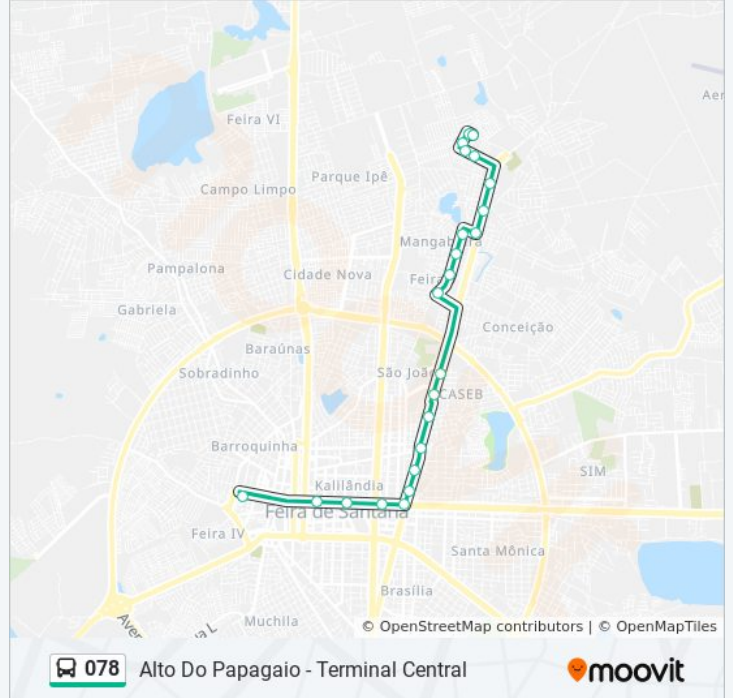 Feira VI
Aer
Parque Ipê
Campo Limpo
Mangabeira
Pampalona
Cidade Nova
Feira
Gabriela
Conceição
Baraúnas
Sobradinho
São João
CASEB
Barroquinha
SIM
Kalilândia
Feira de Santana
Feira IV
Santa Mônica
Brasília
Muchila
Aven
ia L
© OpenStreetMap contributors | © OpenMapTiles
078 Alto Do Papagaio - Terminal Central
moovit